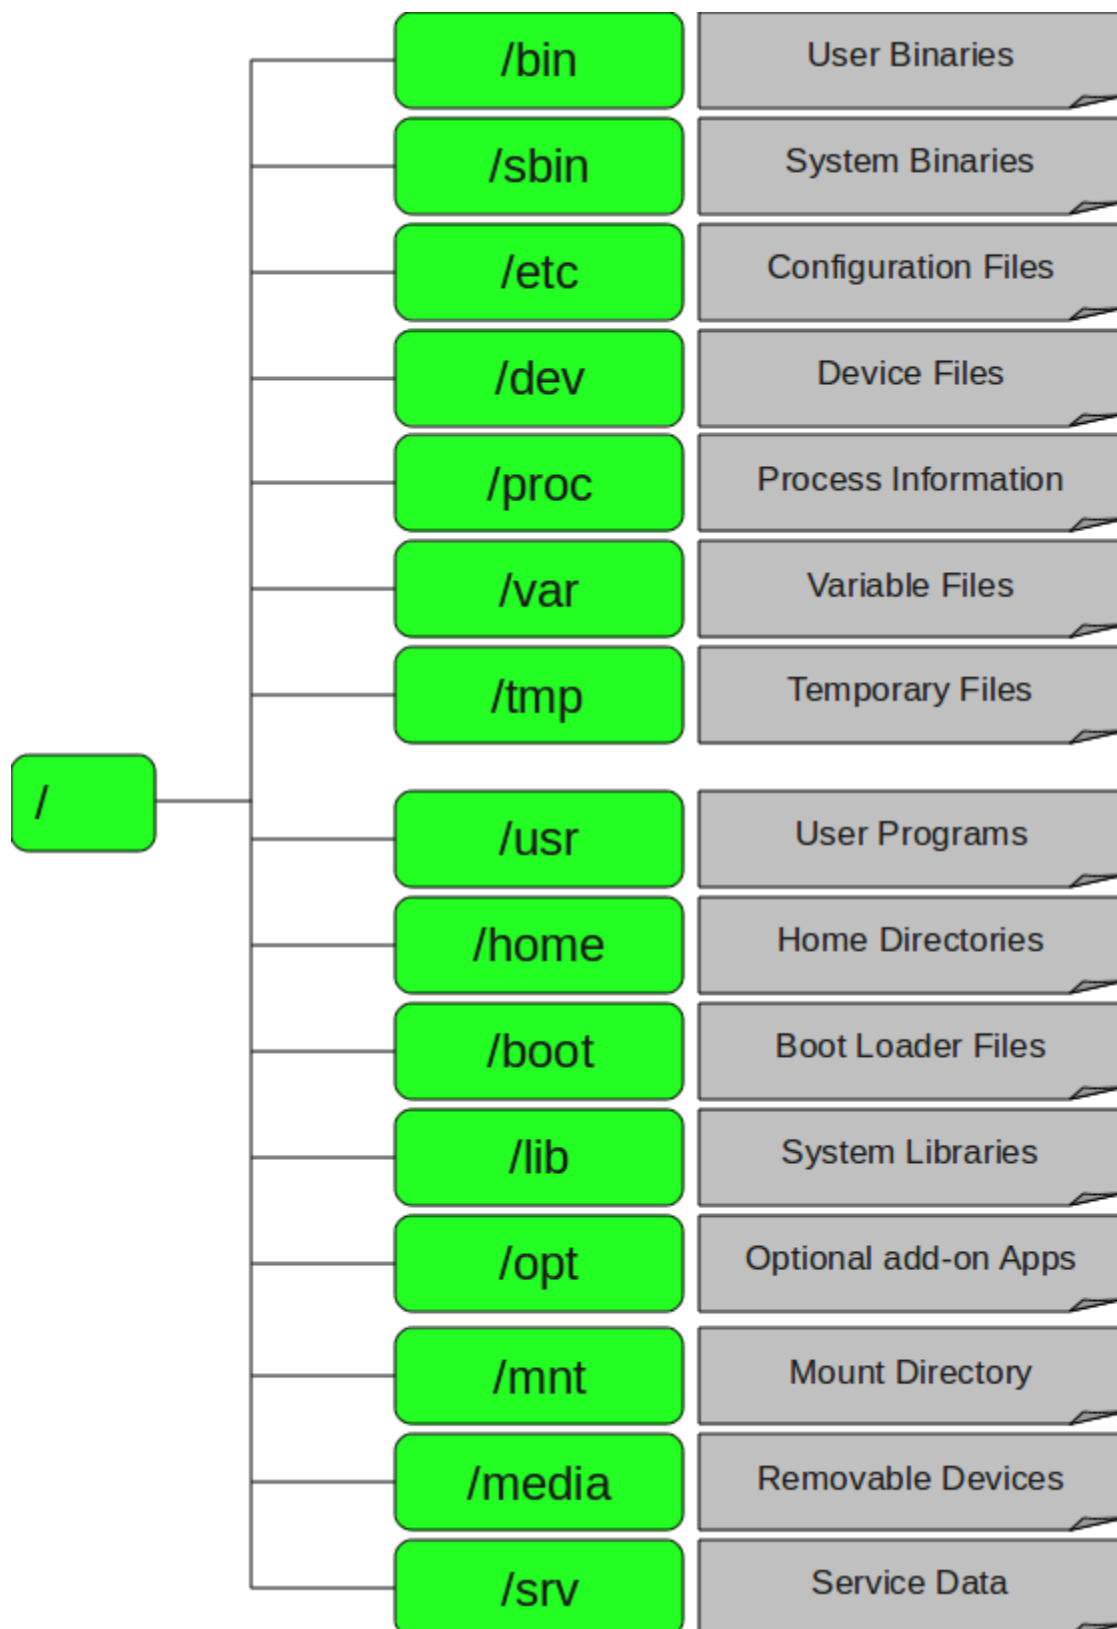 /bin
User Binaries
/sbin
System Binaries
/etc
Configuration Files
/dev
Device Files
/proc
Process Information
/var
Variable Files
/tmp
Temporary Files
/
/usr
User Programs
/home
Home Directories
/boot
Boot Loader Files
/lib
System Libraries
/opt
Optional add-on Apps
/mnt
Mount Directory
/media
Removable Devices
/srv
Service Data